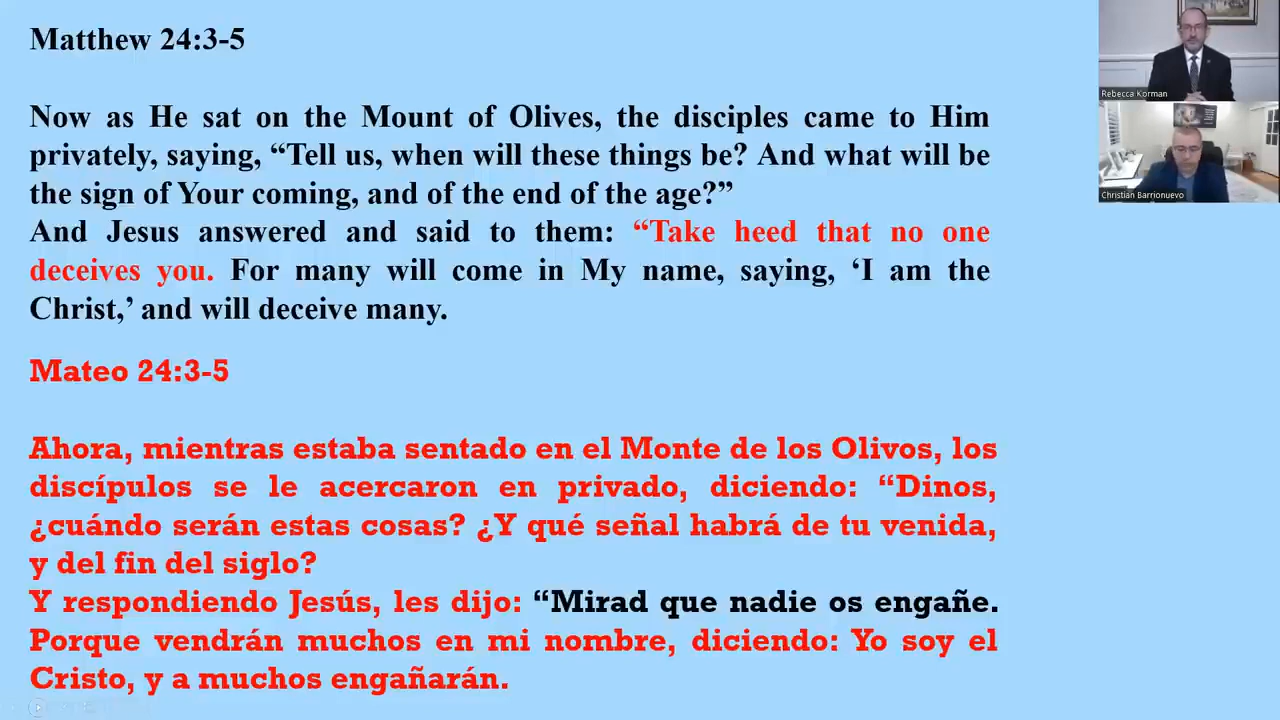 Matthew 24:3-5
Now as He sat on the Mount of Olives, the disciples came to Him
privately, saying, “Tell us, when will these things be? And what will be
the sign of Your coming, and of the end of the age?”
And Jesus answered and said to them: “Take heed that no one
deceives you. For many will come in My name, saying, ‘I am the
Christ,’ and will deceive many.
Mateo 24:3-5
Ahora, mientras estaba sentado en el Monte de los Olivos, los
discípulos se le acercaron en privado, diciendo: “Dinos,
¿cuándo serán estas cosas? ¿Y qué señal habrá de tu venida,
y del fin del siglo?
Y respondiendo Jesús, les dijo: “Mirad que nadie os engañe.
Porque vendrán muchos en mi nombre, diciendo: Yo soy el
Cristo, y a muchos engañarán.
Rebecca Korman
Christian Barrionuevo